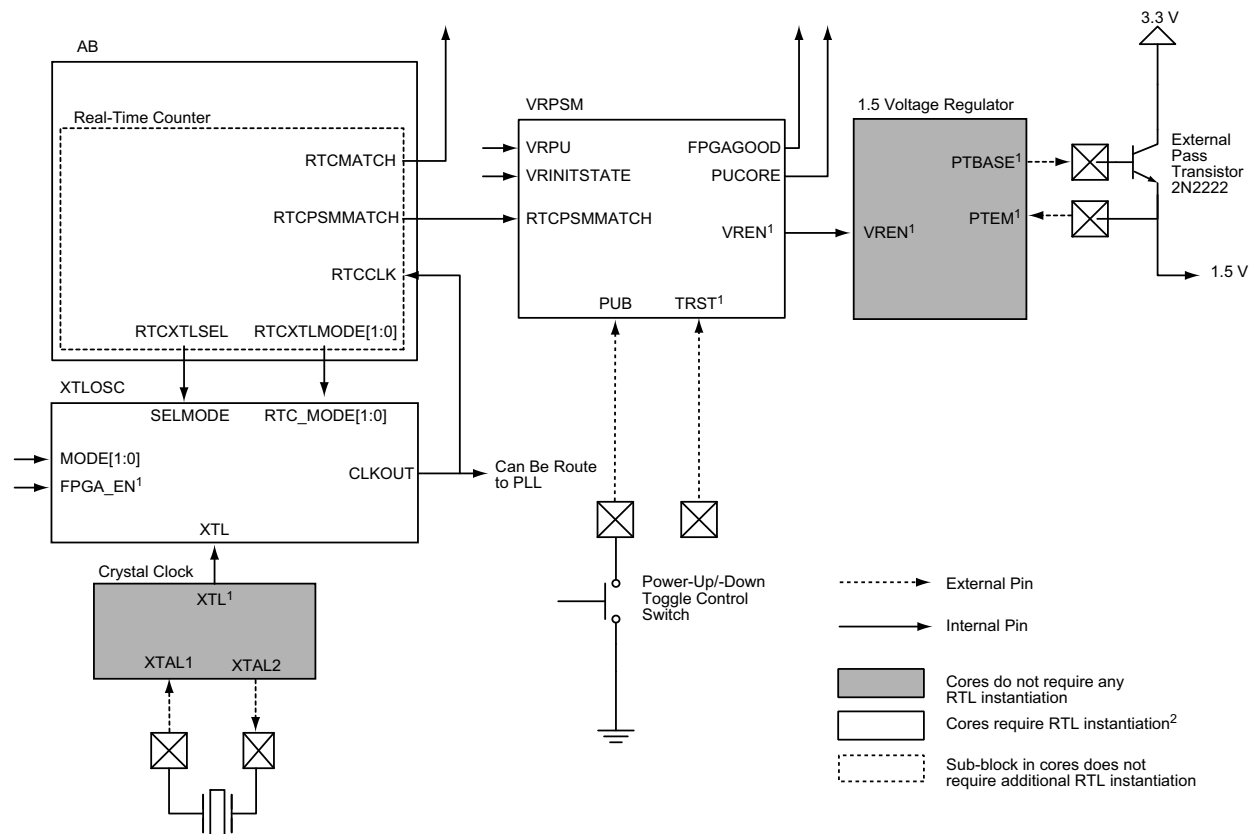 3.3 V
AB
Real-Time Counter
RTCMATCH
RTCPSMMATCH
RTCCLK
RTCXTLSEL
RTCXTLMODE[1:0]
VRPSM
VRPU
VRINITSTATE
RTCPSMMATCH
FPGAGOOD
PUCORE
VREN1
PUB
TRST1
1.5 Voltage Regulator
PTBASE1
PTEM1
VREN1
External
Pass
Transistor
2N2222
1.5 V
XTLOSC
SELMODE
RTC_MODE[1:0]
MODE[1:0]
FPGA_EN1
CLKOUT
XTL
Can Be Route
to PLL
Crystal Clock
XTL1
XTAL1
XTAL2
Power-Up/-Down
Toggle Control
Switch
External Pin
Internal Pin
Cores do not require any
RTL instantiation
Cores require RTL instantiation2
Sub-block in cores does not
require additional RTL instantiation